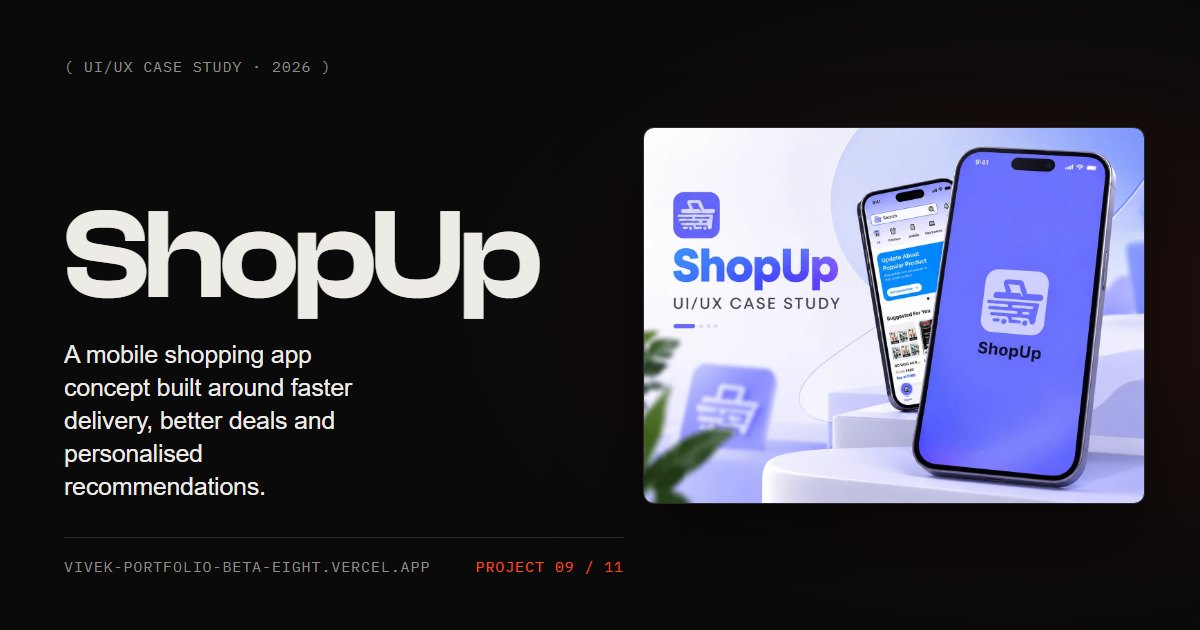 ( UI/UX CASE STUDY · 2026 )
ShopUp
A mobile shopping app
concept built around faster
delivery, better deals and
personalised
recommendations.
VIVEK-PORTFOLIO-BETA-EIGHT.VERCEL.APP
PROJECT 09 / 11
ShopUp
UI/UX CASE STUDY
9:41
Search
Update About
Popular Product
Suggested For You
9:41
ShopUp